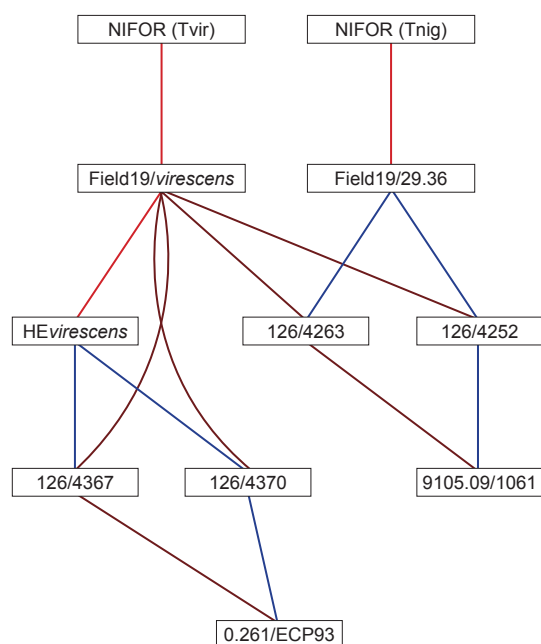 NIFOR (Tvir)
NIFOR (Tnig)
Field19/virescens
Field19/29.36
HEvirescens
126/4263
126/4252
126/4367
126/4370
9105.09/1061
0.261/ECP93